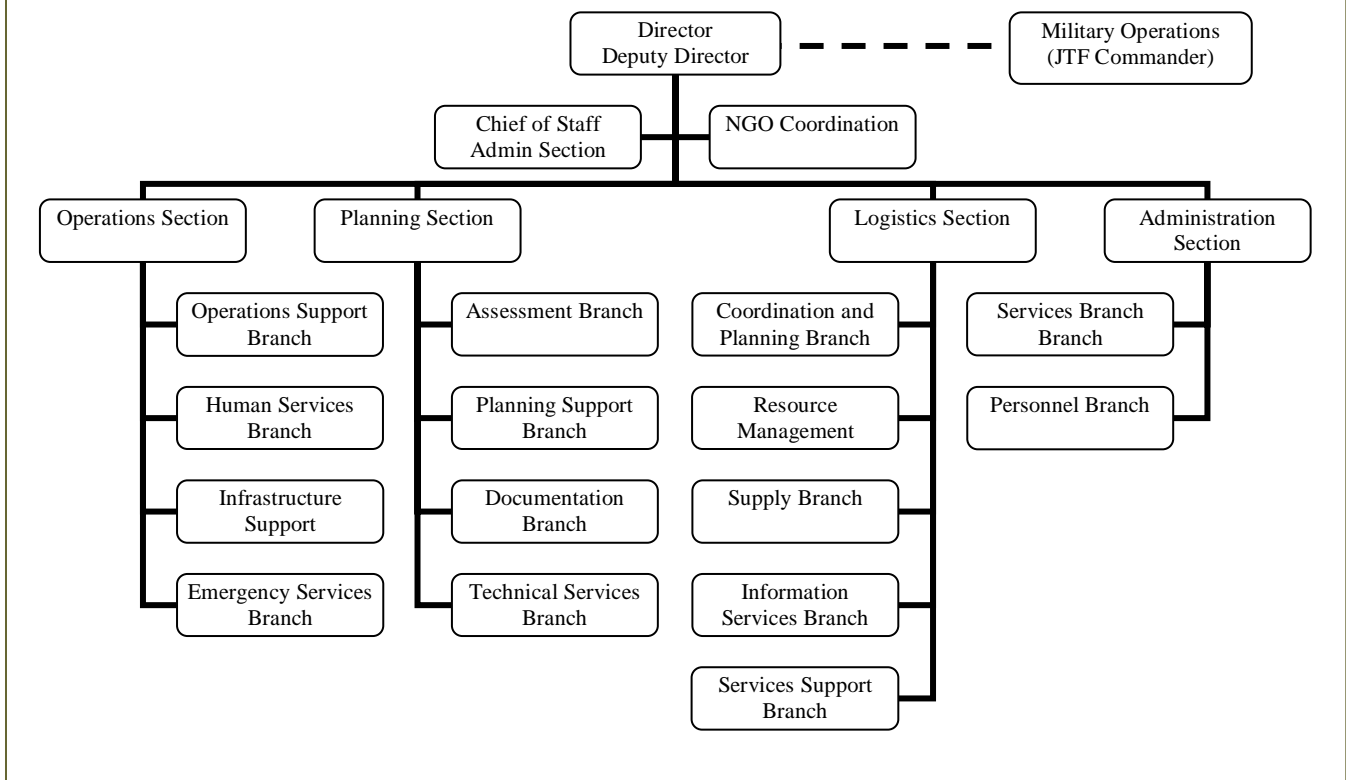 Director
Deputy Director
Military Operations
(JTF Commander)
Chief of Staff
Admin Section
NGO Coordination
Operations Section
Planning Section
Logistics Section
Administration
Section
Operations Support
Branch
Human Services
Branch
Infrastructure
Support
Emergency Services
Branch
Assessment Branch
Planning Support
Branch
Documentation
Branch
Technical Services
Branch
Coordination and
Planning Branch
Resource
Management
Supply Branch
Information
Services Branch
Services Support
Branch
Services Branch
Branch
Personnel Branch